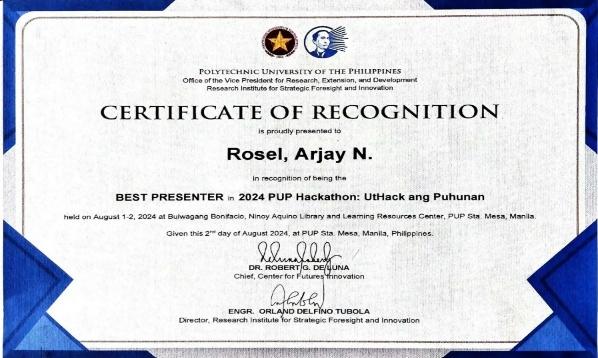 POLYTECHNIC UNIVERSITY OF THE PHILIPPINES
Office of the Vice President for Research, Extension, and Development
Research Institute for Strategic Foresight and Innovation
CERTIFICATE OF RECOGNITION
is proudly presented to
Rosel, Arjay N.
in recognition of being the
BEST PRESENTER in 2024 PUP Hackathon: UtHack ang Puhunan
held on August 1-2, 2024 at Bulwagang Bonifacio, Ninoy Aquino Library and Learning Resources Center, PUP Sta. Mesa, Manila.
Given this 2nd day of August 2024, at PUP Sta. Mesa, Manila, Philippines.
DR. ROBERT G. DE LUNA
Chief, Center for Futures Innovation
ENGR. ORLAND DELFINO TUBOLA
Director, Research Institute for Strategic Foresight and Innovation